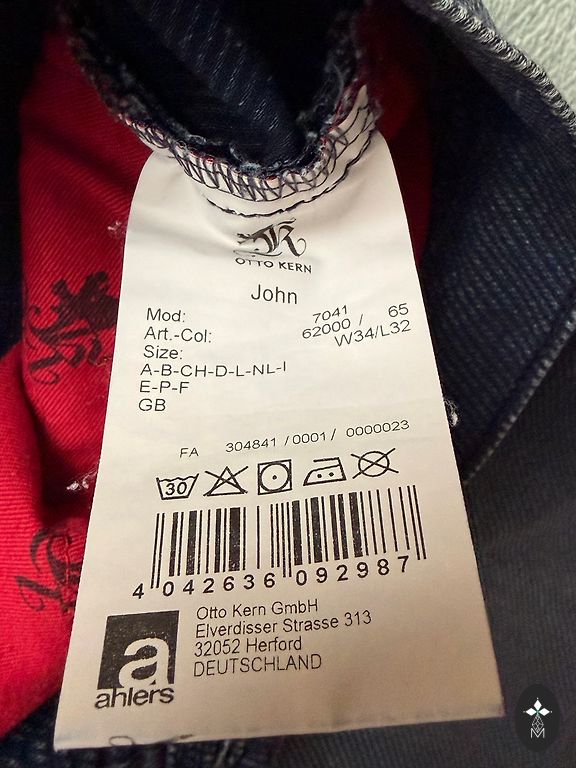 OTTO KERN
John
Mod: 7041
Art.-Col: 62000 / 65
Size: W34/L32
A-B-CH-D-L-NL-I
E-P-F
GB
FA 304841 / 0001 / 0000023
30
4 042636 092987
Otto Kern GmbH
Elverdisser Strasse 313
32052 Herford
DEUTSCHLAND
a
ahlers